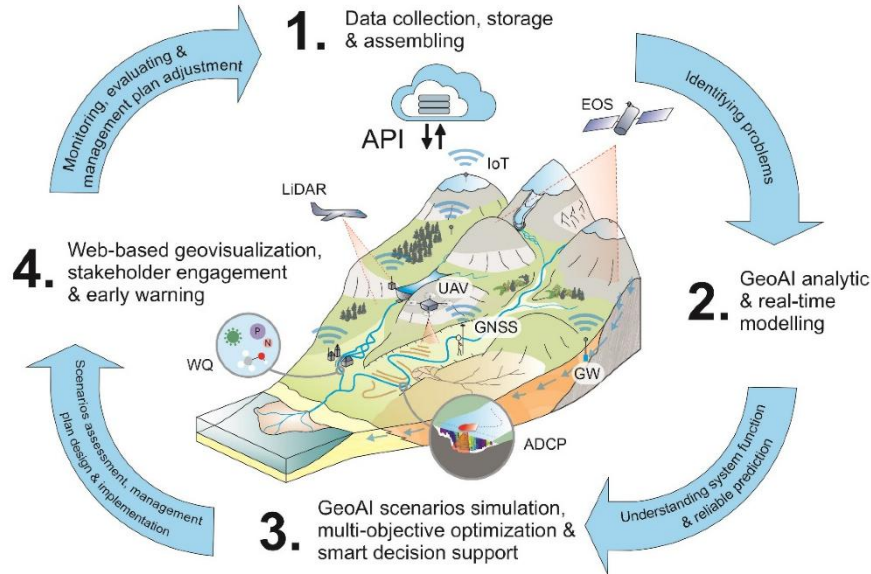 1. Data collection, storage
& assembling
Identifying problems
2. GeoAI analytic
& real-time
modelling
Understanding system function
& reliable prediction
3. GeoAI scenarios simulation,
multi-objective optimization &
smart decision support
Scenarios assessment, management
plan design & implementation
4. Web-based geovisualization,
stakeholder engagement
& early warning
Monitoring, evaluating &
management plan adjustment
API
IoT
EOS
LiDAR
UAV
GNSS
WQ
P
N
GW
ADCP